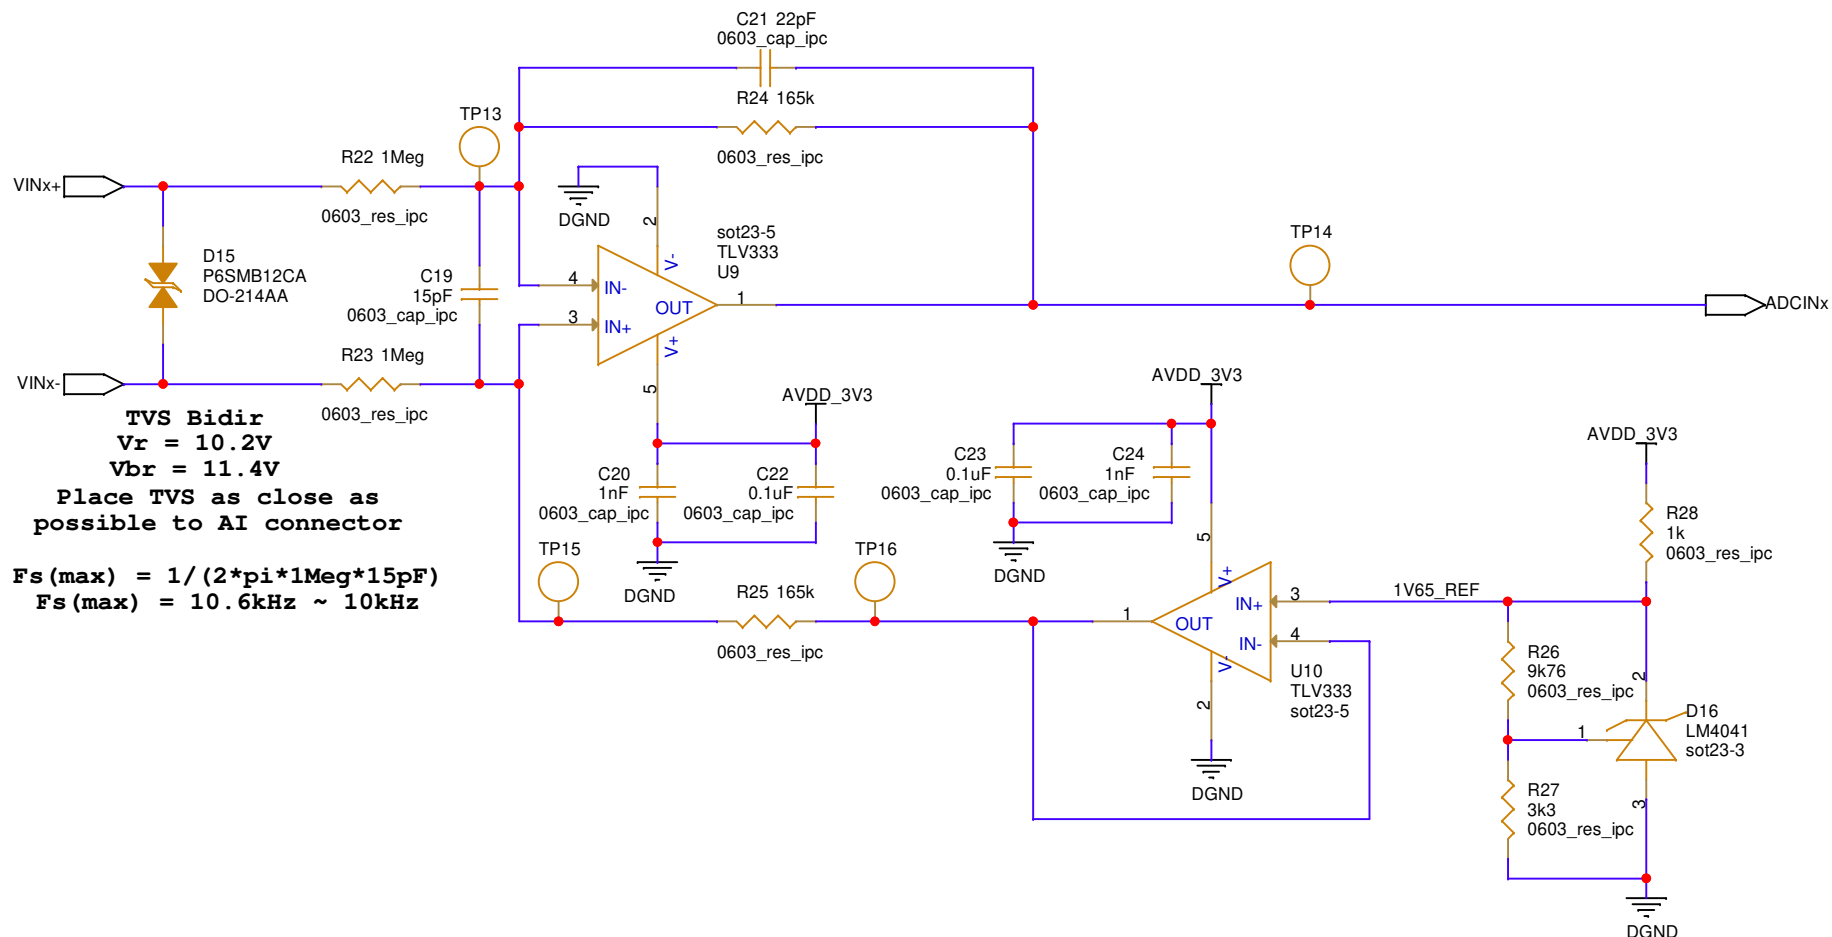 C21 22pF
0603_cap_ipc
R24 165k
0603_res_ipc
TP13
R22 1Meg
0603_res_ipc
VINx+
DGND
2
V-
sot23-5
TLV333
U9
TP14
D15
P6SMB12CA
DO-214AA
C19
15pF
0603_cap_ipc
4
IN-
3
IN+
OUT
1
V+
5
ADCINx
R23 1Meg
0603_res_ipc
VINx-
TVS Bidir
Vr = 10.2V
Vbr = 11.4V
Place TVS as close as
possible to AI connector
Fs(max) = 1/(2*pi*1Meg*15pF)
Fs(max) = 10.6kHz ~ 10kHz
AVDD_3V3
C20
1nF
0603_cap_ipc
C22
0.1uF
0603_cap_ipc
DGND
AVDD_3V3
C23
0.1uF
0603_cap_ipc
C24
1nF
0603_cap_ipc
DGND
AVDD_3V3
R28
1k
0603_res_ipc
TP15
R25 165k
0603_res_ipc
TP16
1
OUT
5
V+
IN+
3
IN-
4
V-
2
1V65_REF
U10
TLV333
sot23-5
DGND
R26
9k76
0603_res_ipc
2
1
D16
LM4041
sot23-3
R27
3k3
0603_res_ipc
3
DGND